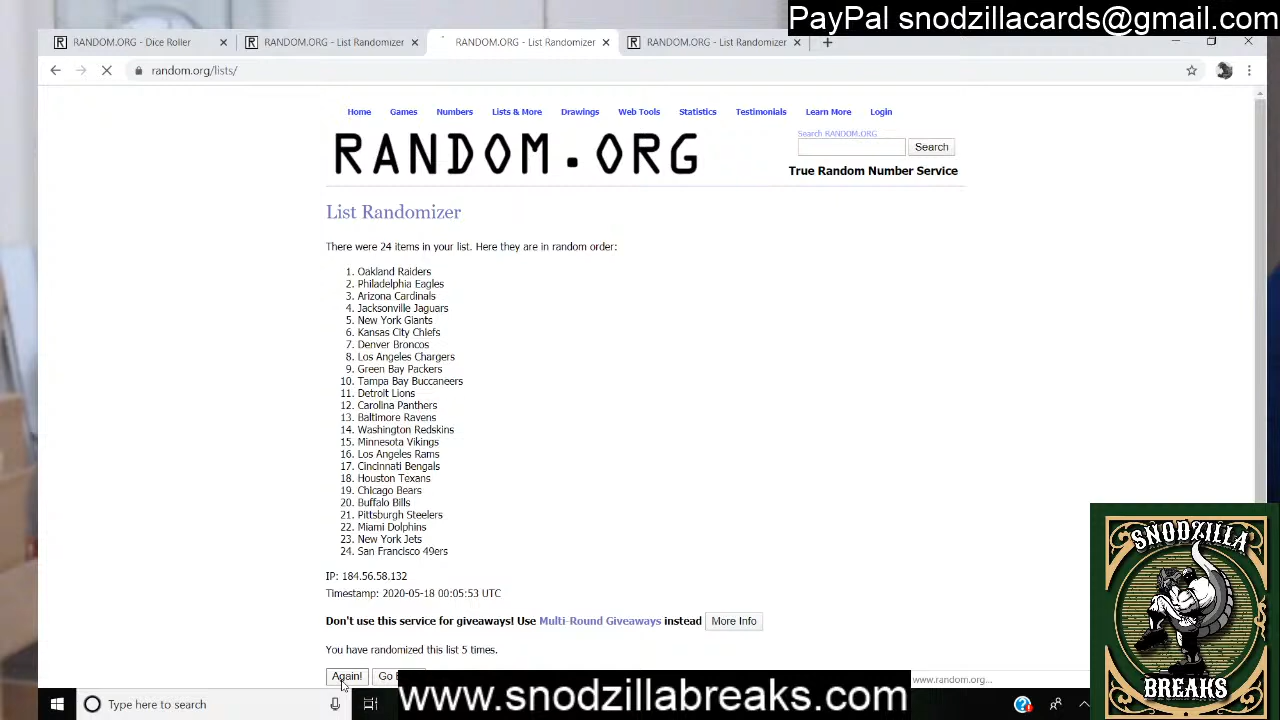 PayPal snodzillacards@gmail.com
RANDOM.ORG - Dice Roller
RANDOM.ORG - List Randomizer
RANDOM.ORG - List Randomizer
RANDOM.ORG - List Randomizer
random.org/lists/
Home Games Numbers Lists & More Drawings Web Tools Statistics Testimonials Learn More Login
Search RANDOM.ORG
RANDOM.ORG
Search
True Random Number Service
List Randomizer
There were 24 items in your list. Here they are in random order:
1. Oakland Raiders
2. Philadelphia Eagles
3. Arizona Cardinals
4. Jacksonville Jaguars
5. New York Giants
6. Kansas City Chiefs
7. Denver Broncos
8. Los Angeles Chargers
9. Green Bay Packers
10. Tampa Bay Buccaneers
11. Detroit Lions
12. Carolina Panthers
13. Baltimore Ravens
14. Washington Redskins
15. Minnesota Vikings
16. Los Angeles Rams
17. Cincinnati Bengals
18. Houston Texans
19. Chicago Bears
20. Buffalo Bills
21. Pittsburgh Steelers
22. Miami Dolphins
23. New York Jets
24. San Francisco 49ers
IP: 184.56.58.132
Timestamp: 2020-05-18 00:05:53 UTC
Don't use this service for giveaways! Use Multi-Round Giveaways instead More Info
You have randomized this list 5 times.
Again! Go
www.random.org...
Type here to search
www.snodzillabreaks.com
SNODZILLA
BREAKS